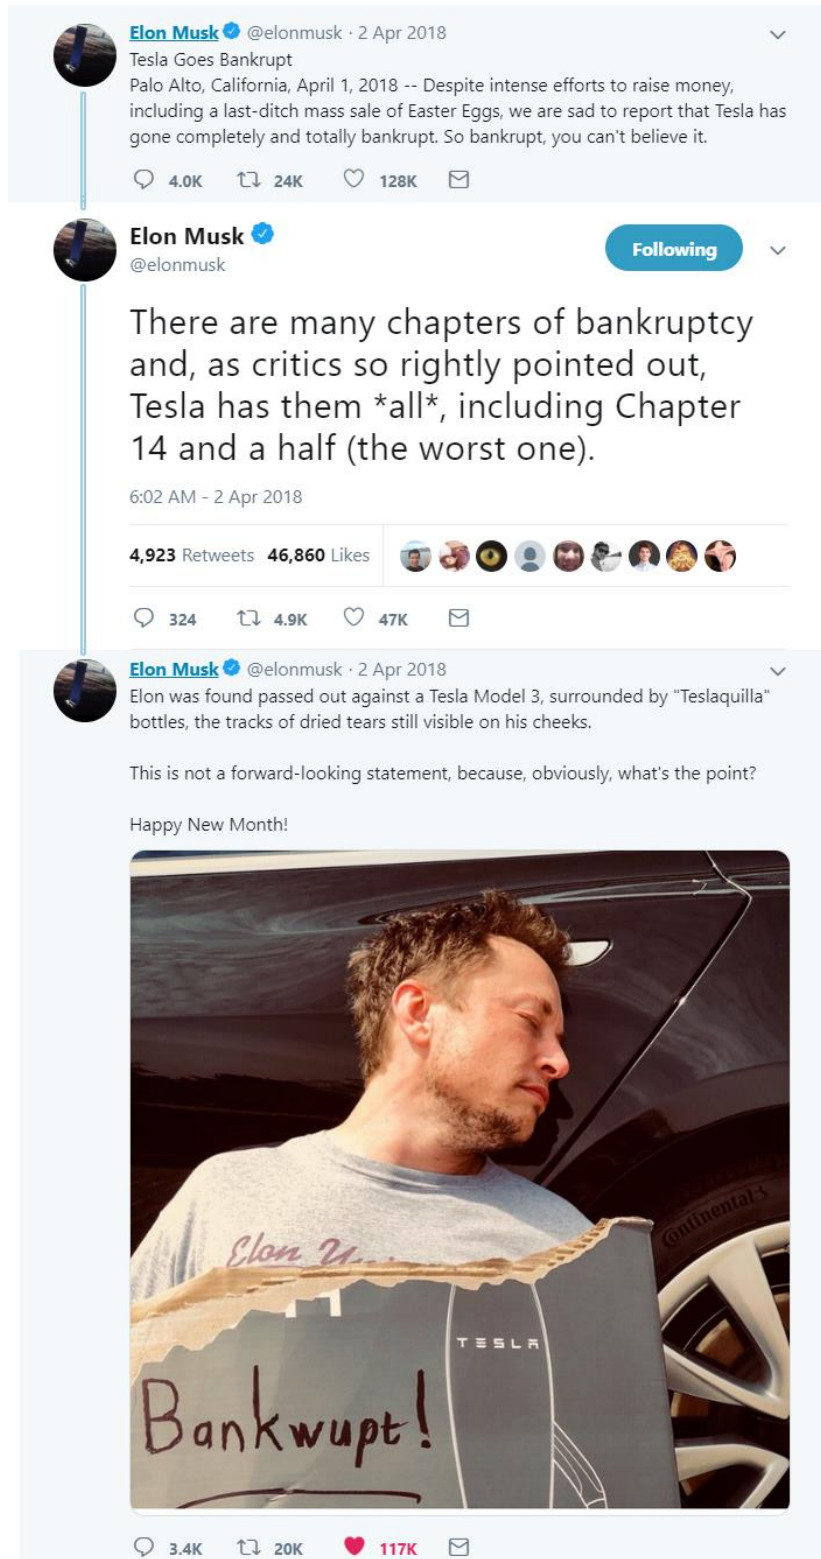 Elon Musk @elonmusk · 2 Apr 2018
Tesla Goes Bankrupt
Palo Alto, California, April 1, 2018 -- Despite intense efforts to raise money,
including a last-ditch mass sale of Easter Eggs, we are sad to report that Tesla has
gone completely and totally bankrupt. So bankrupt, you can't believe it.
4.0K 24K 128K
Elon Musk
@elonmusk
Following
There are many chapters of bankruptcy
and, as critics so rightly pointed out,
Tesla has them *all*, including Chapter
14 and a half (the worst one).
6:02 AM - 2 Apr 2018
4,923 Retweets 46,860 Likes
324 4.9K 47K
Elon Musk @elonmusk · 2 Apr 2018
Elon was found passed out against a Tesla Model 3, surrounded by "Teslaquilla"
bottles, the tracks of dried tears still visible on his cheeks.
This is not a forward-looking statement, because, obviously, what's the point?
Happy New Month!
Continental
Elon
TESLA
Bankwupt!
3.4K 20K 117K